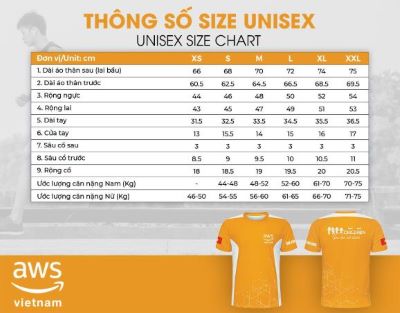 THÔNG SỐ SIZE UNISEX
UNISEX SIZE CHART
Đơn vị/Unit: cm XS S M L XL XXL
1. Dài áo thân sau (lai bầu) 66 68 70 72 74 75
2. Dài áo thân trước 60.5 62.5 64.5 66.5 68.5 69.5
3. Rộng ngực 44 46 48 50 52 54
4. Rộng lai 43 45 47 49 51 53
5. Dài tay 31.5 32.5 33.5 34.5 35.5 36.5
6. Cửa tay 13 15.5 14 15 16 17
7. Sâu cổ sau 3 3 3 3 3 3
8. Sâu cổ trước 8.5 9 9.5 10 10.5 11
9. Rộng cổ 18 18.5 19 19.5 20 20.5
Ước lượng cân nặng Nam (Kg) - 44-48 48-52 52-60 61-70 70-75
Ước lượng cân nặng Nữ (Kg) 46-50 54-55 56-60 61-65 66-70 71-75
aws
CHILDREN
aws
vietnam